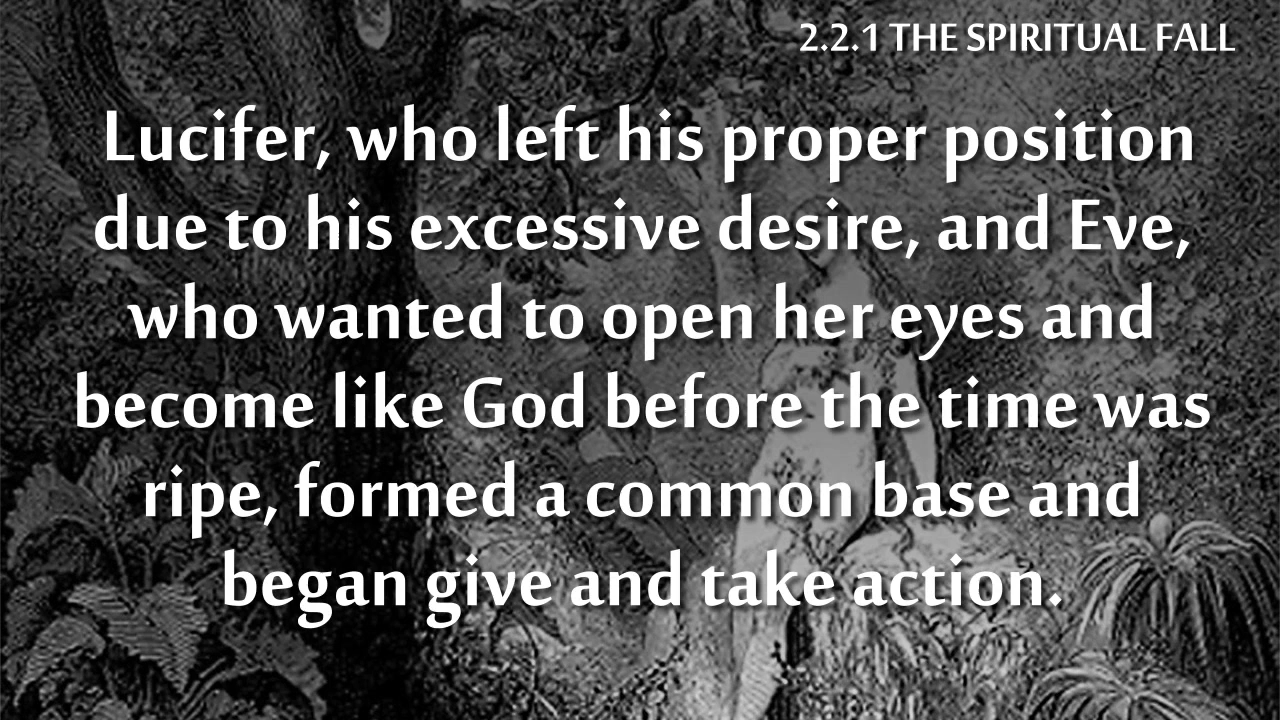 2.2.1 THE SPIRITUAL FALL
Lucifer, who left his proper position
due to his excessive desire, and Eve,
who wanted to open her eyes and
become like God before the time was
ripe, formed a common base and
began give and take action.